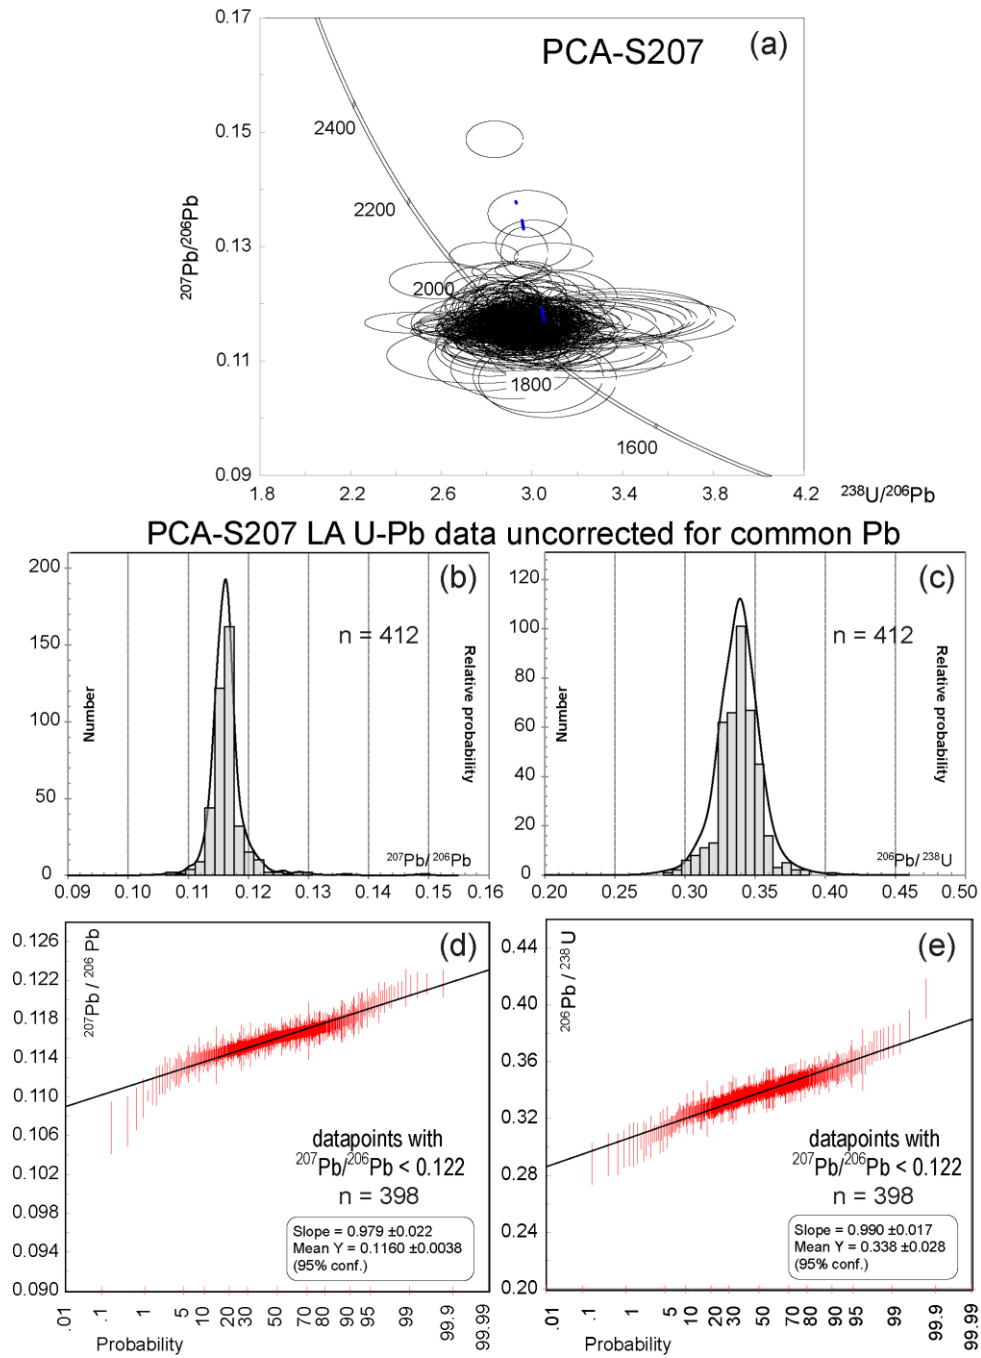 PCA-S207
(a)
0.17
0.15
0.13
0.11
0.09
²⁰⁷Pb/²⁰⁶Pb
2400
2200
2000
1800
1600
1.8
2.2
2.6
3.0
3.4
3.8
4.2
²³⁸U/²⁰⁶Pb
PCA-S207 LA U-Pb data uncorrected for common Pb
(b)
200
150
100
50
0
Number
n = 412
Relative probability
²⁰⁷Pb/²⁰⁶Pb
0.09
0.10
0.11
0.12
0.13
0.14
0.15
0.16
(c)
120
100
80
60
40
20
0
Number
n = 412
Relative probability
²⁰⁶Pb/²³⁸U
0.20
0.25
0.30
0.35
0.40
0.45
0.50
(d)
0.126
0.122
0.118
0.114
0.110
0.106
0.102
0.098
0.094
0.090
²⁰⁷Pb / ²⁰⁶ Pb
datapoints with
²⁰⁷Pb/²⁰⁶Pb < 0.122
n = 398
Slope = 0.979 ±0.022
Mean Y = 0.1160 ±0.0038
(95% conf.)
.01
.1
1
5
10
20
30
50
70
80
90
95
99
99.9
99.99
Probability
(e)
0.44
0.40
0.36
0.32
0.28
0.24
0.20
²⁰⁶Pb / ²³⁸U
datapoints with
²⁰⁷Pb/²⁰⁶Pb < 0.122
n = 398
Slope = 0.990 ±0.017
Mean Y = 0.338 ±0.028
(95% conf.)
.01
.1
1
5
10
20
30
50
70
80
90
95
99
99.9
99.99
Probability